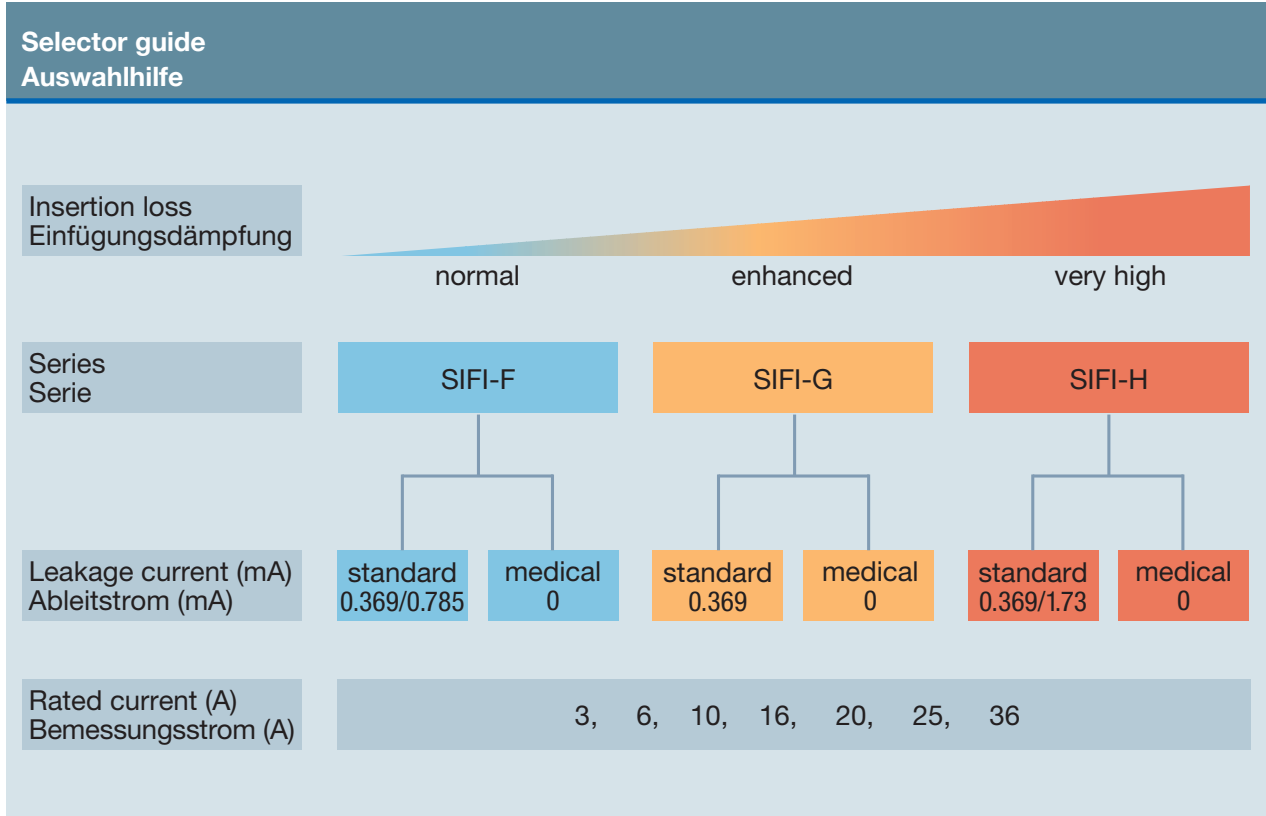 Selector guide
Auswahlhilfe
Insertion loss
Einfügungsdämpfung
normal enhanced very high
Series
Serie
SIFI-F SIFI-G SIFI-H
Leakage current (mA)
Ableitstrom (mA)
standard medical standard medical standard medical
0.369/0.785 0 0.369 0 0.369/1.73 0
Rated current (A)
Bemessungsstrom (A)
3, 6, 10, 16, 20, 25, 36